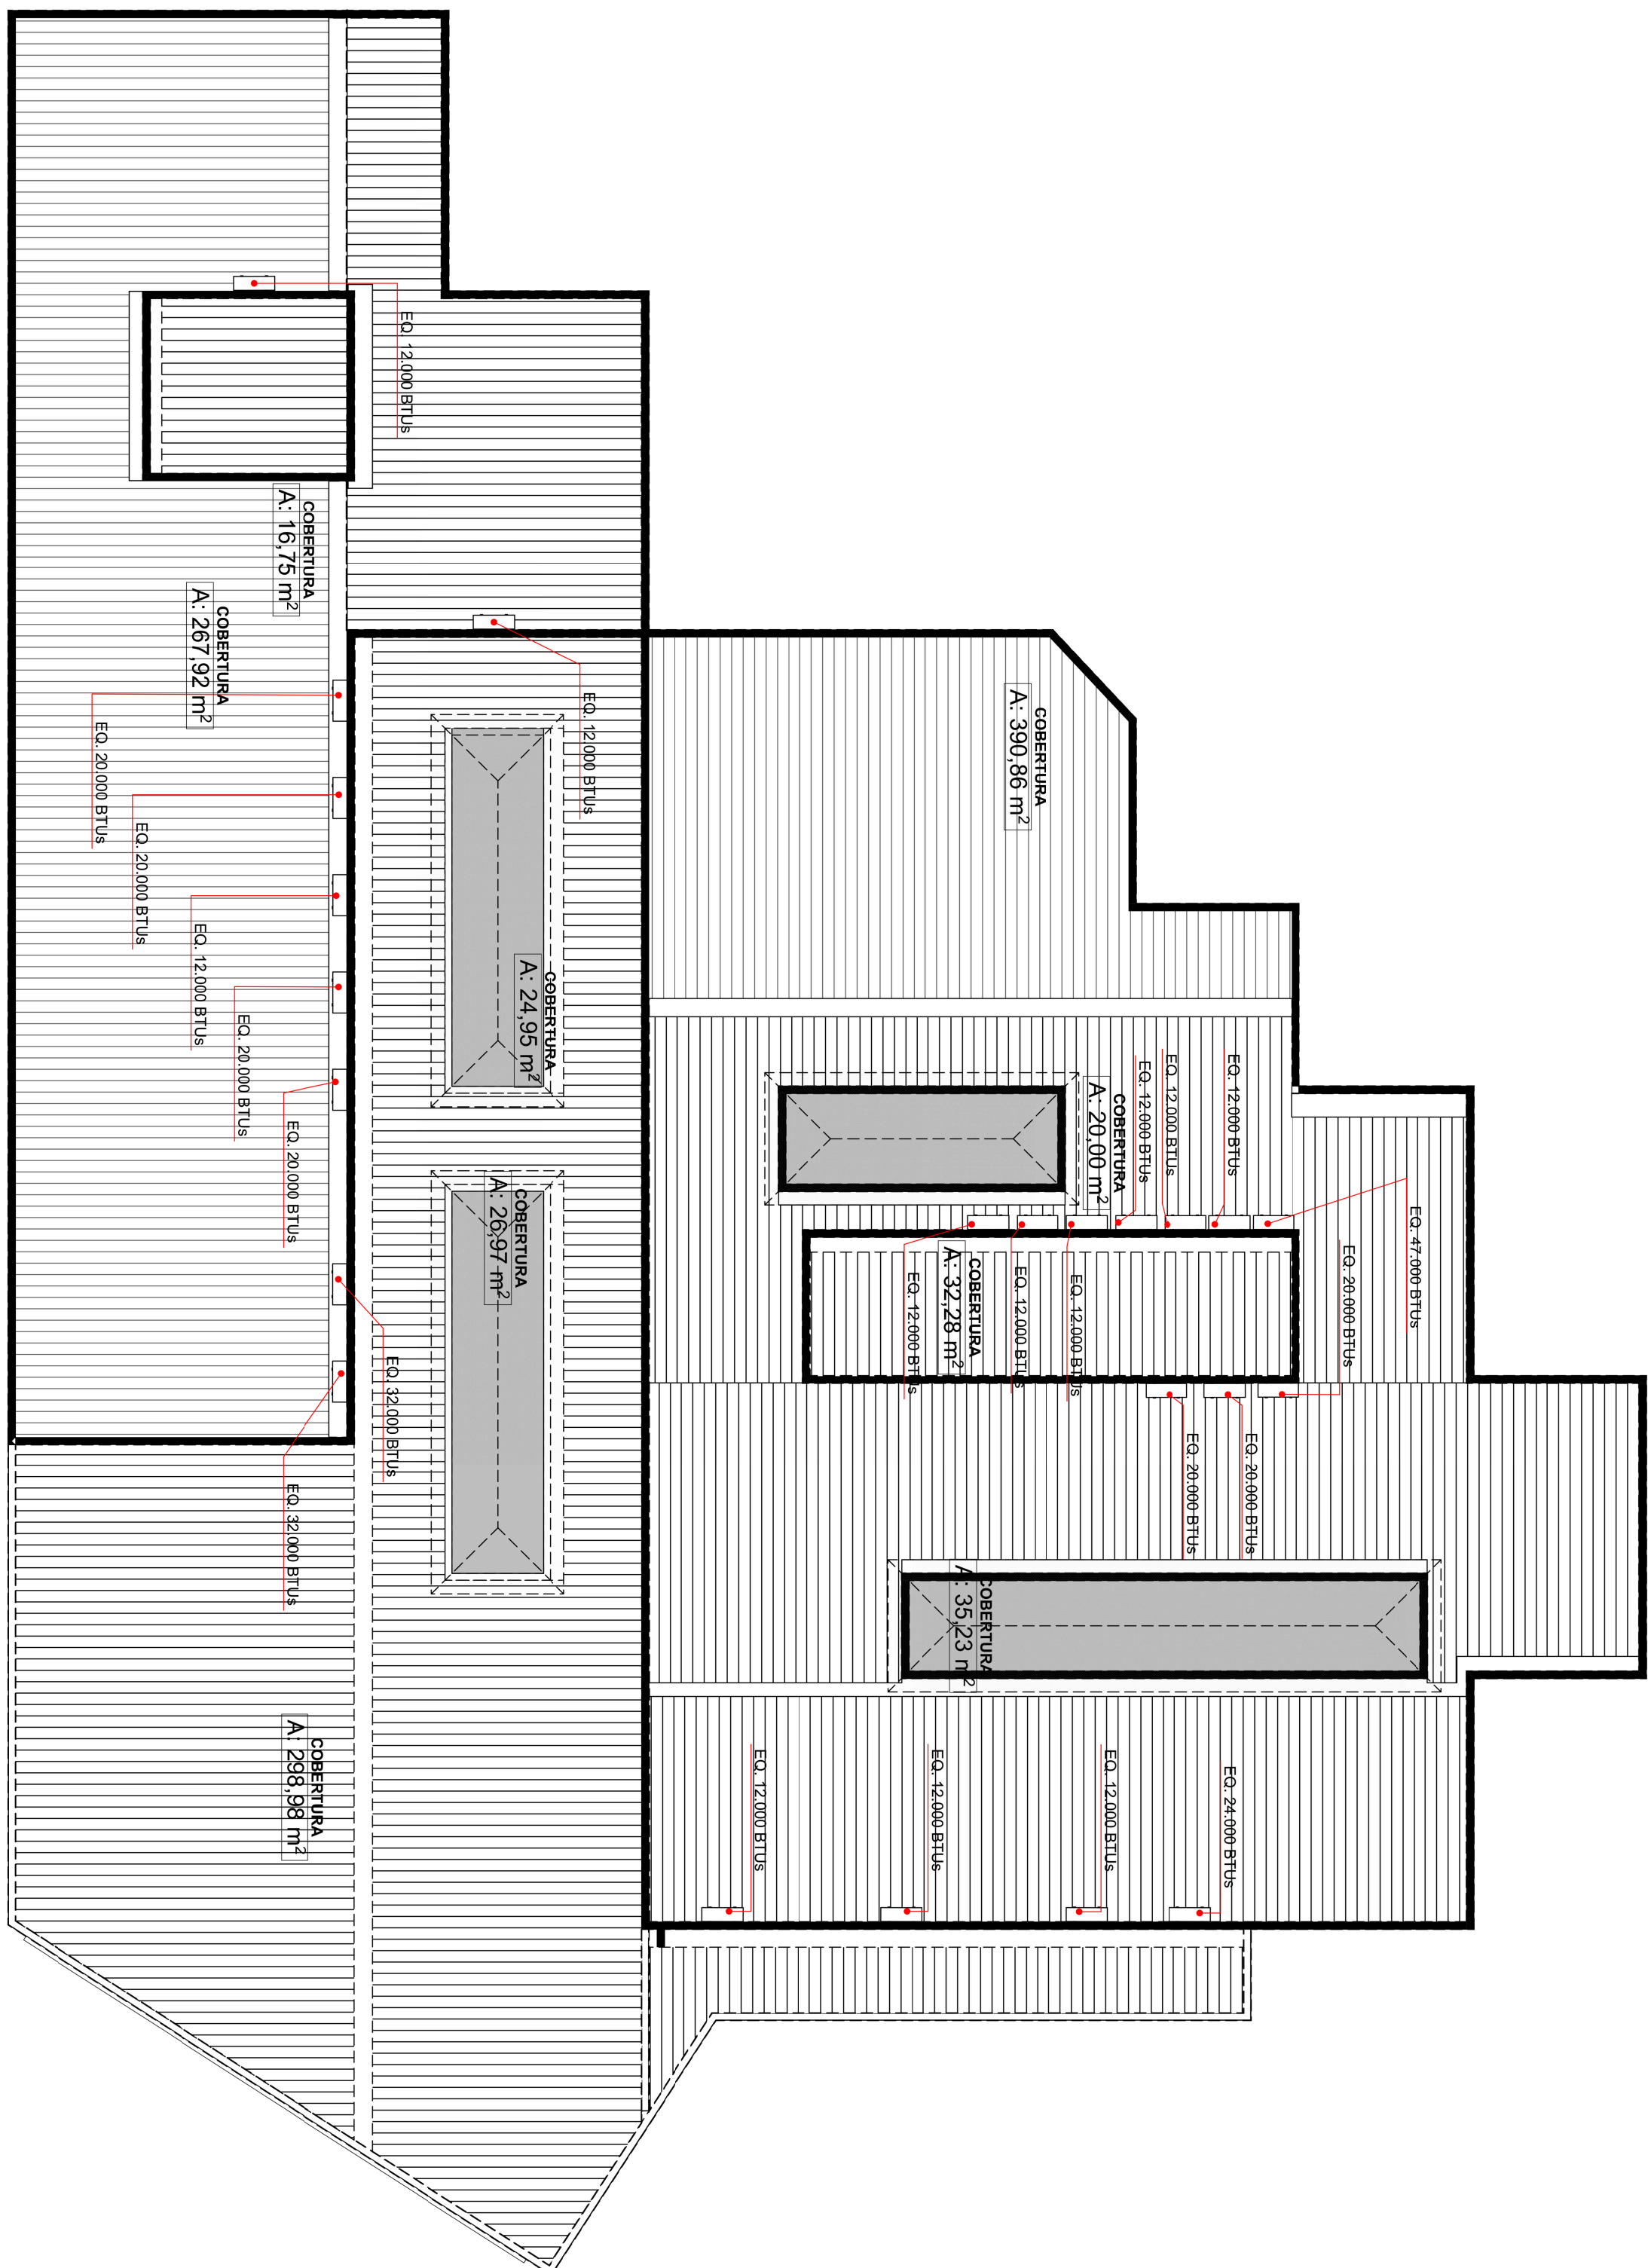 EQ. 12.000 BTUs
COBERTURA
A: 16,75 m²
COBERTURA
A: 267,92 m²
EQ. 20.000 BTUs
EQ. 20.000 BTUs
EQ. 12.000 BTUs
EQ. 20.000 BTUs
EQ. 20.000 BTUs
EQ. 32.000 BTUs
EQ. 32.000 BTUs
EQ. 12.000 BTUs
COBERTURA
A: 24,95 m²
COBERTURA
A: 26,97 m²
COBERTURA
A: 298,98 m²
COBERTURA
A: 390,86 m²
COBERTURA
A: 20,00 m²
EQ. 12.000 BTUs
EQ. 12.000 BTUs
EQ. 12.000 BTUs
EQ. 47.000 BTUs
EQ. 20.000 BTUs
COBERTURA
A: 32,28 m²
EQ. 12.000 BTUs
EQ. 12.000 BTUs
EQ. 12.000 BTUs
EQ. 20.000 BTUs
EQ. 20.000 BTUs
COBERTURA
A: 35,23 m²
EQ. 12.000 BTUs
EQ. 12.000 BTUs
EQ. 12.000 BTUs
EQ. 24.000 BTUs